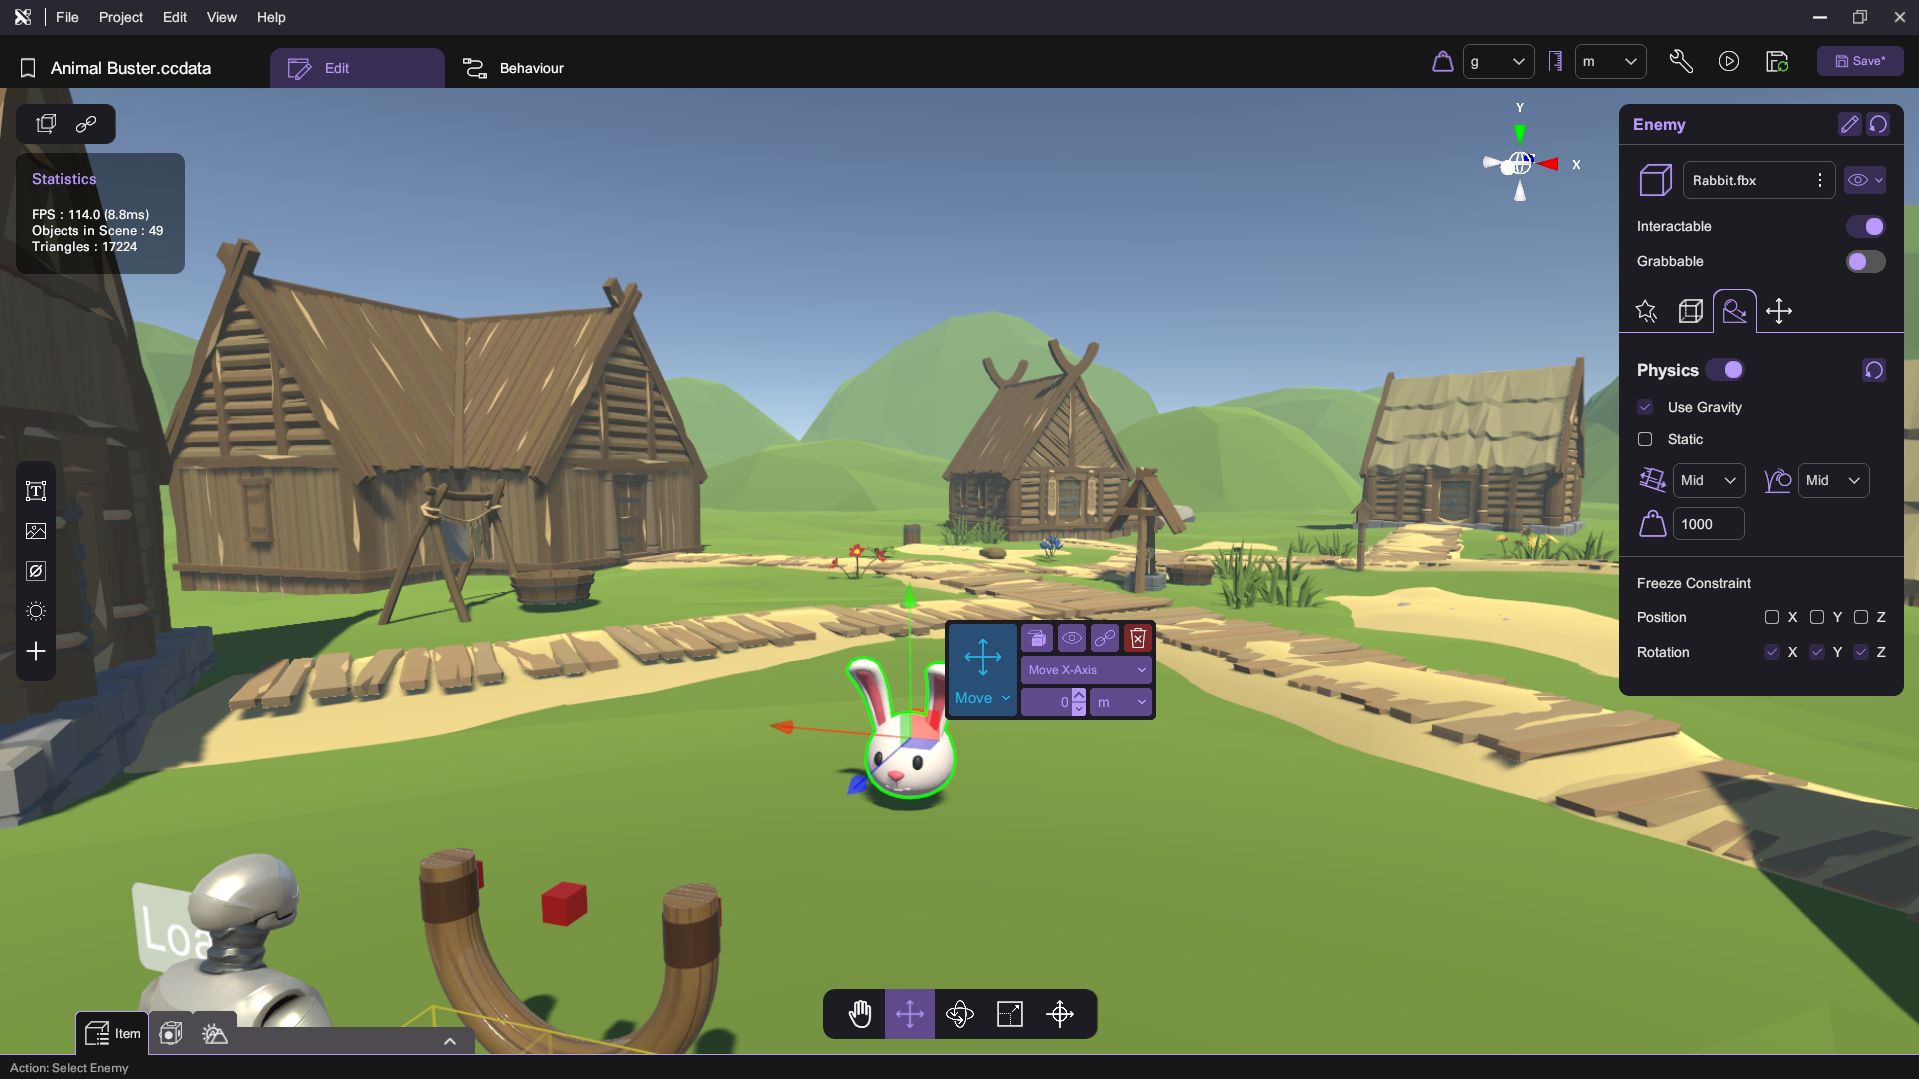 File Project Edit View Help
Animal Buster.ccdata
Edit
Behaviour
g
m
Save*
Statistics
FPS : 114.0 (8.8ms)
Objects in Scene : 49
Triangles : 17224
Y
X
Enemy
Rabbit.fbx
Interactable
Grabbable
Physics
Use Gravity
Static
Mid
Mid
1000
Freeze Constraint
Position X Y Z
Rotation X Y Z
Move
Move X-Axis
0 m
Loa
Item
Action: Select Enemy